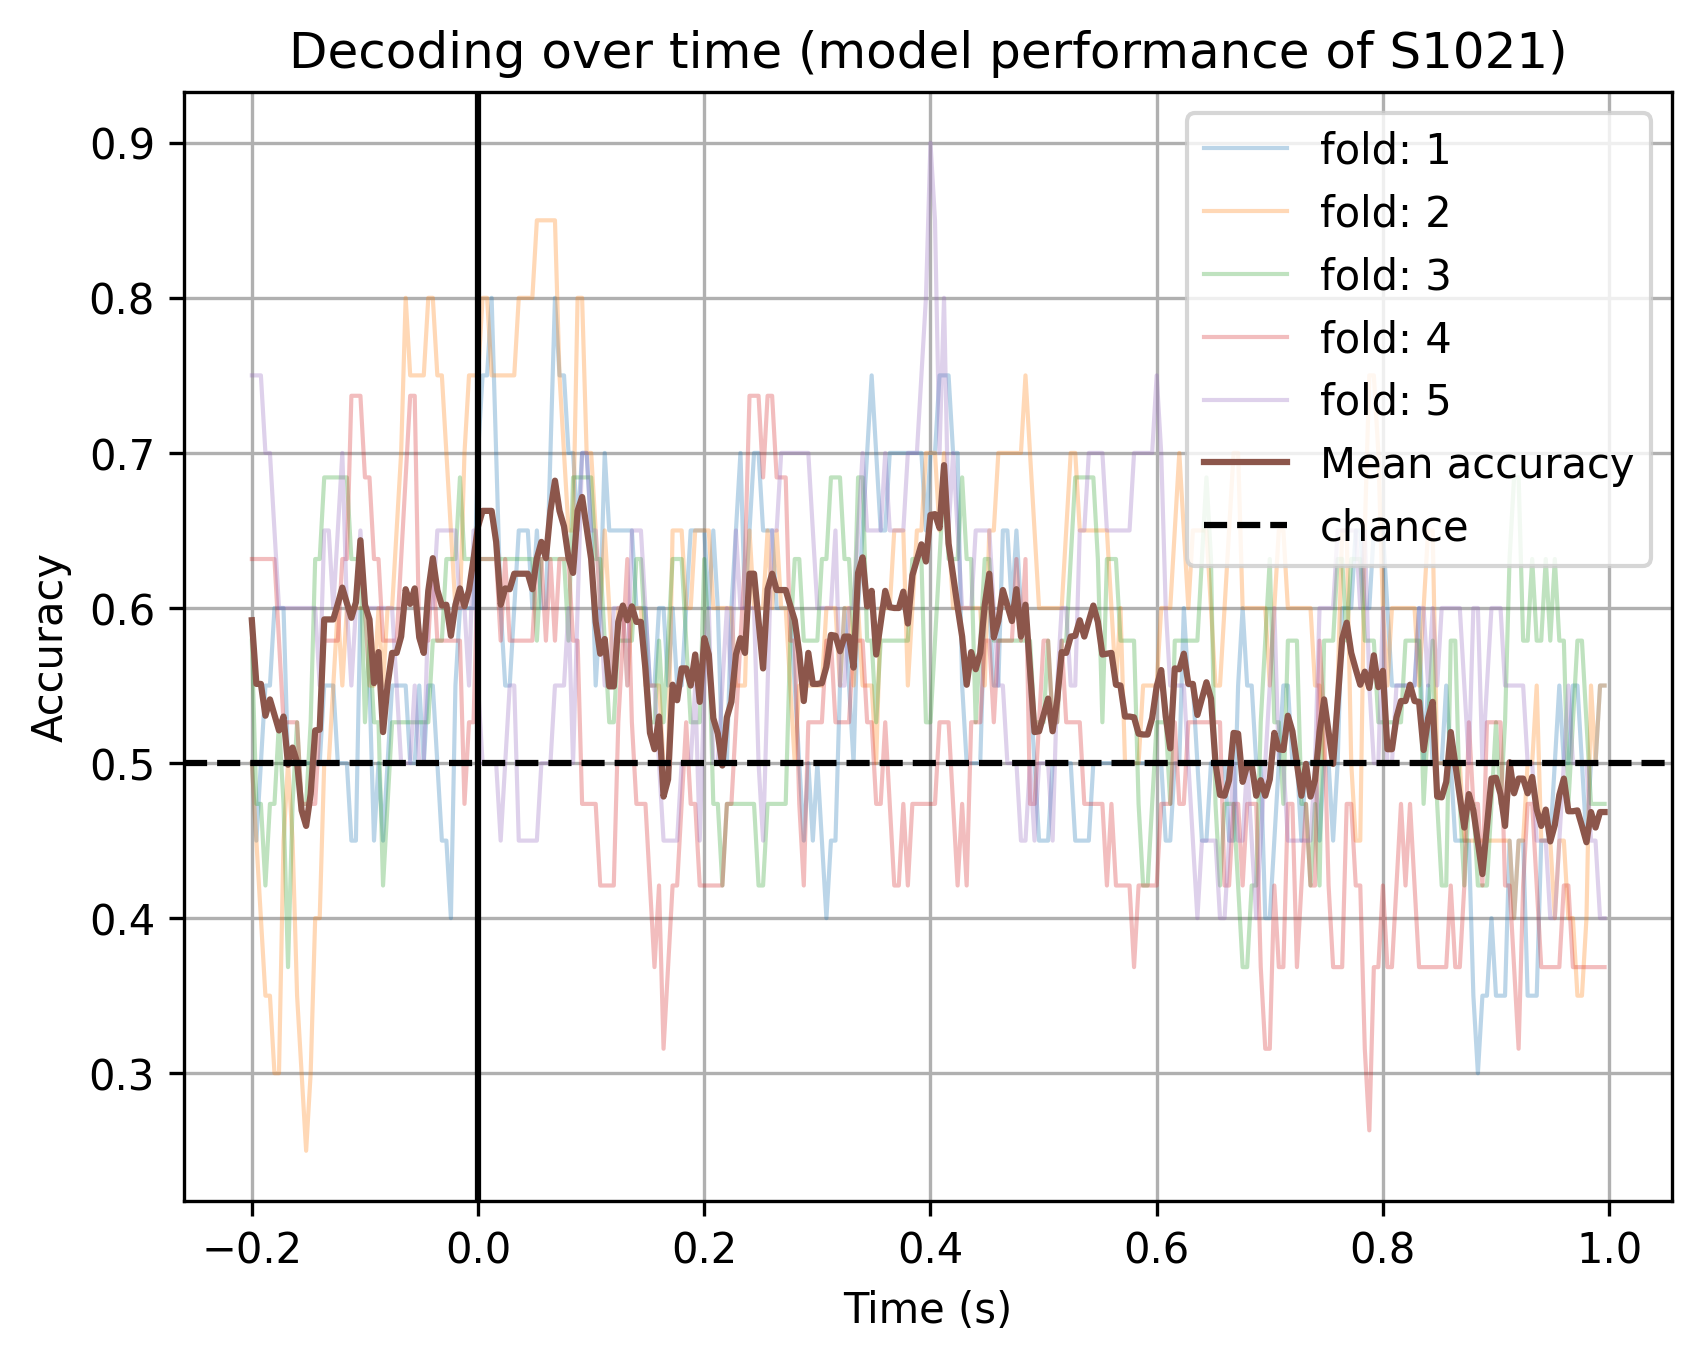 Decoding over time (model performance of S1021)
Accuracy
0.9
0.8
0.7
0.6
0.5
0.4
0.3
fold: 1
fold: 2
fold: 3
fold: 4
fold: 5
Mean accuracy
chance
−0.2
0.0
0.2
0.4
0.6
0.8
1.0
Time (s)